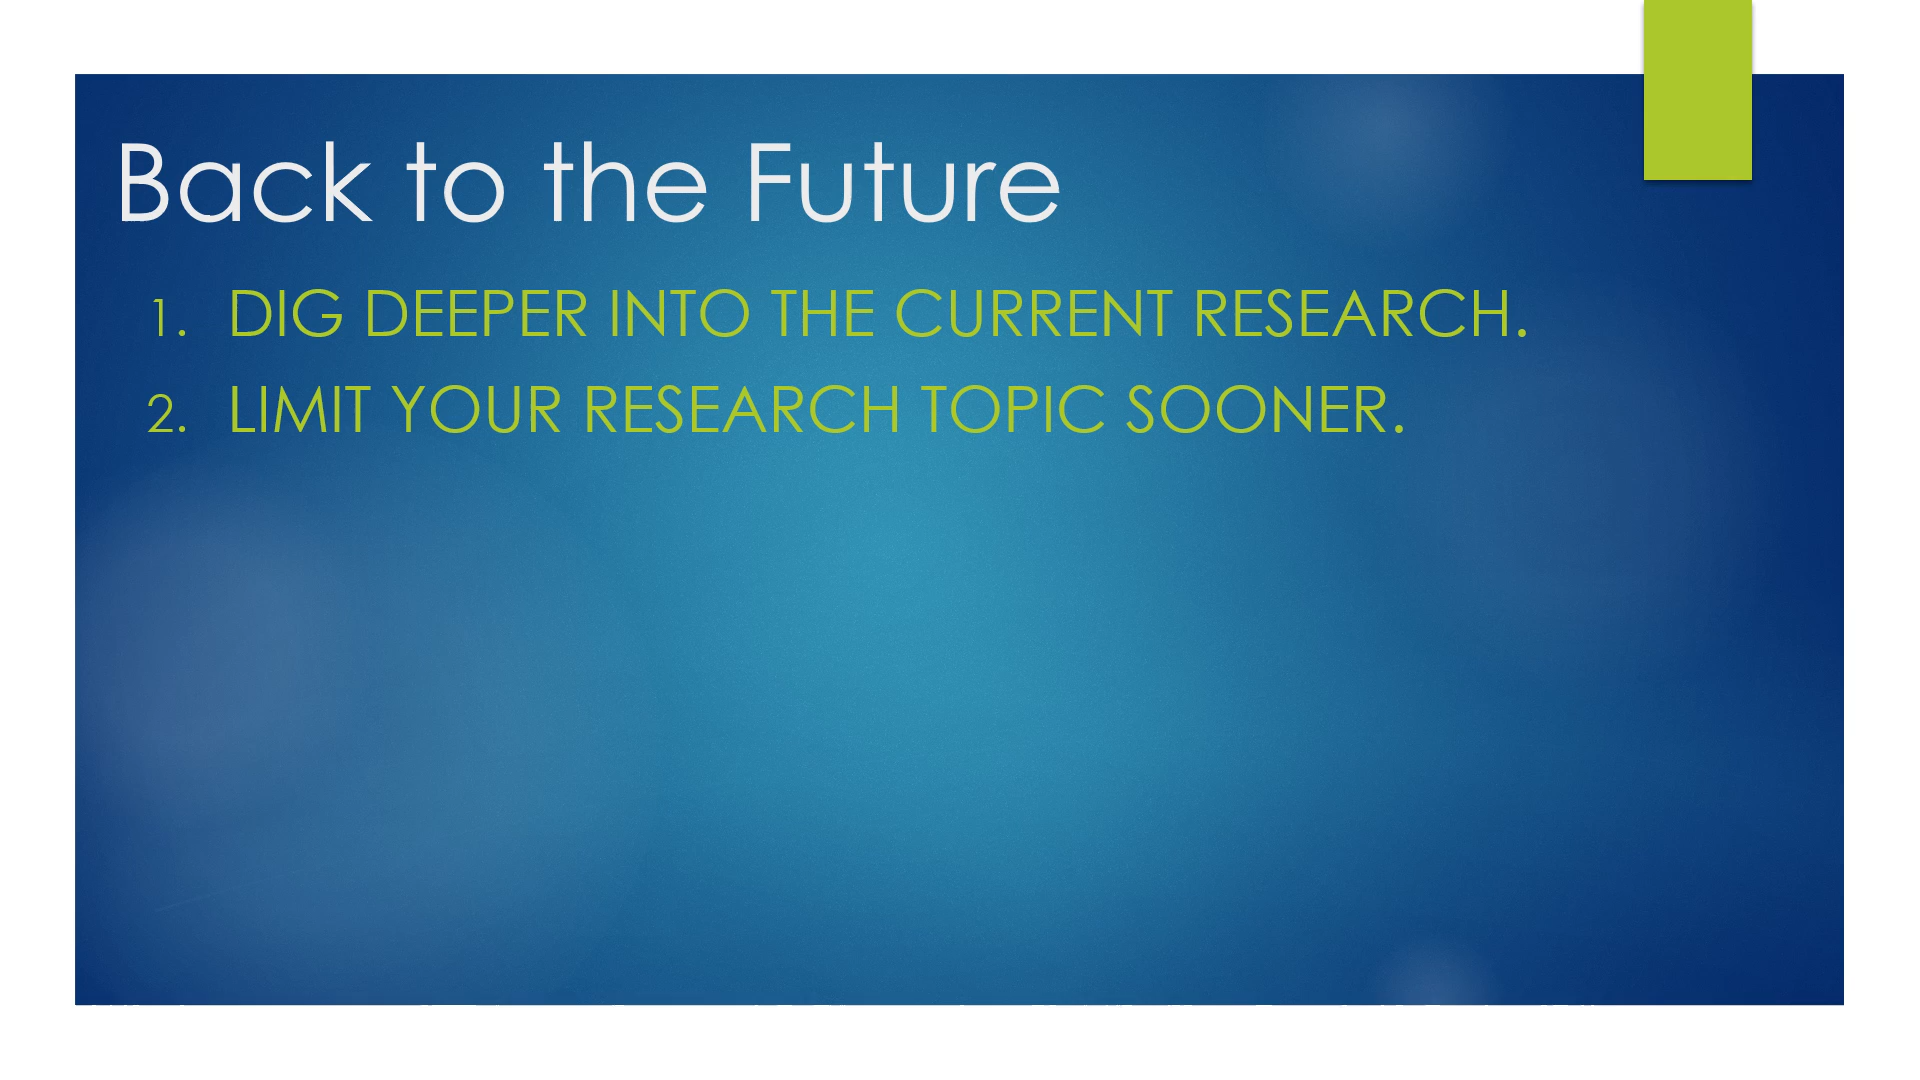 Back to the Future
1. DIG DEEPER INTO THE CURRENT RESEARCH.
2. LIMIT YOUR RESEARCH TOPIC SOONER.